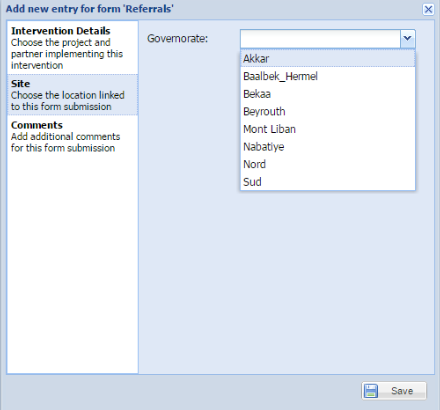 Add new entry for form 'Referrals'
Intervention Details
Choose the project and
partner implementing this
intervention
Site
Choose the location linked
to this form submission
Comments
Add additional comments
for this form submission
Governorate:
Akkar
Baalbek_Hermel
Bekaa
Beyrouth
Mont Liban
Nabatiye
Nord
Sud
Save